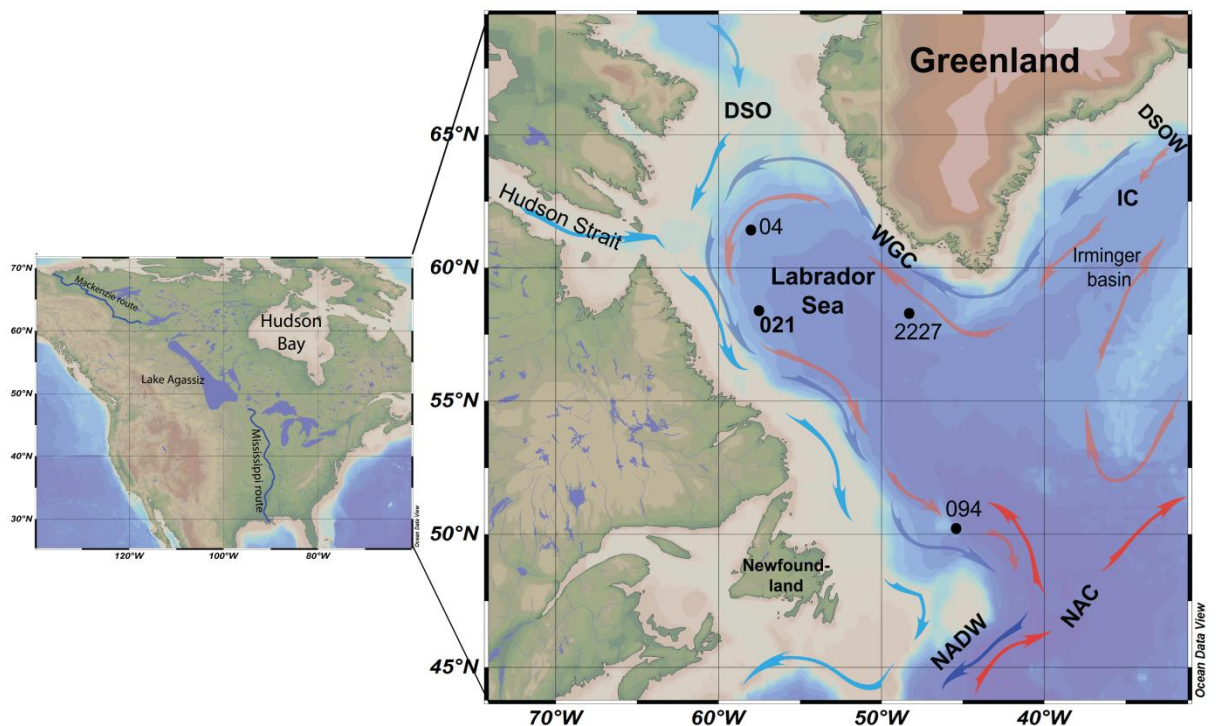 70°N
60°N
50°N
40°N
30°N
120°W
100°W
80°W
Mackenzie route
Hudson
Bay
Lake Agassiz
Mississippi route
Ocean Data View
65°N
60°N
55°N
50°N
45°N
70°W
60°W
50°W
40°W
Greenland
DSO
DSOW
IC
Hudson Strait
WGC
Irminger
basin
04
Labrador
Sea
021
2227
094
Newfound-
land
NADW
NAC
Ocean Data View